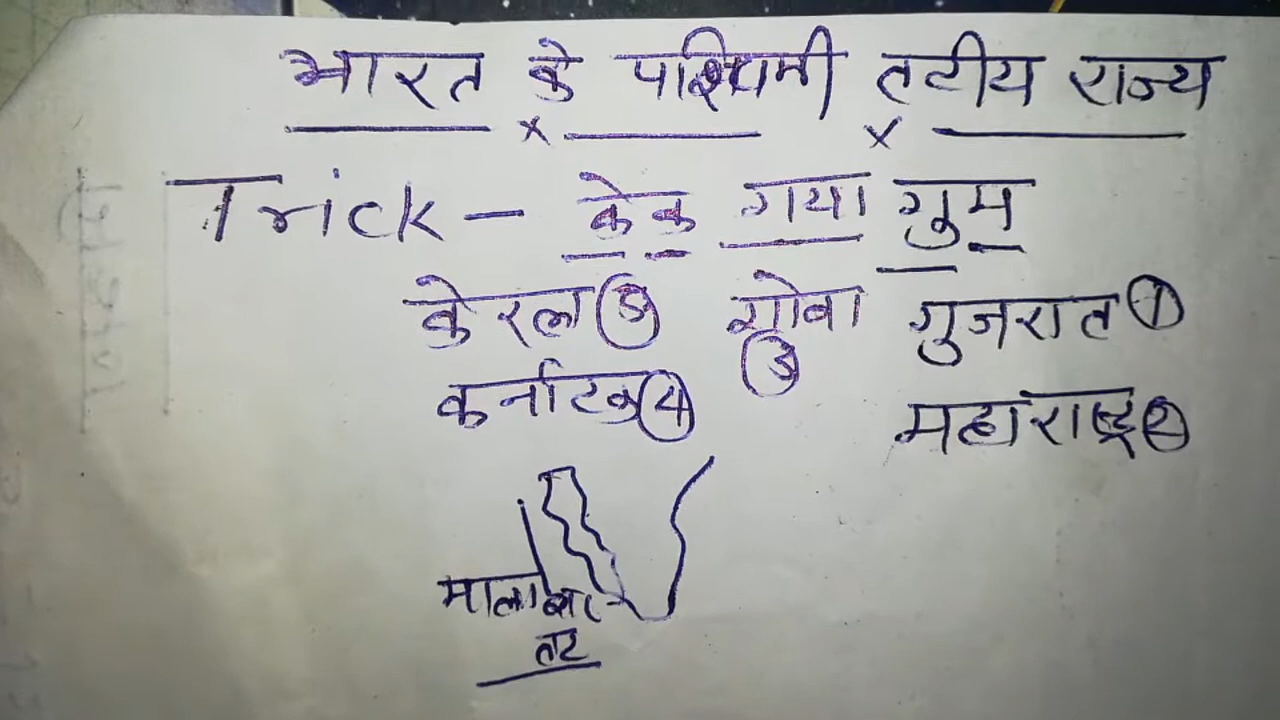 भारत के पश्चिमी तटीय राज्य
Trick - केक गया गुम
केरल 5 गोवा 3 गुजरात 1
कर्नाटक 4 महाराष्ट्र 2
मालाबार
तट